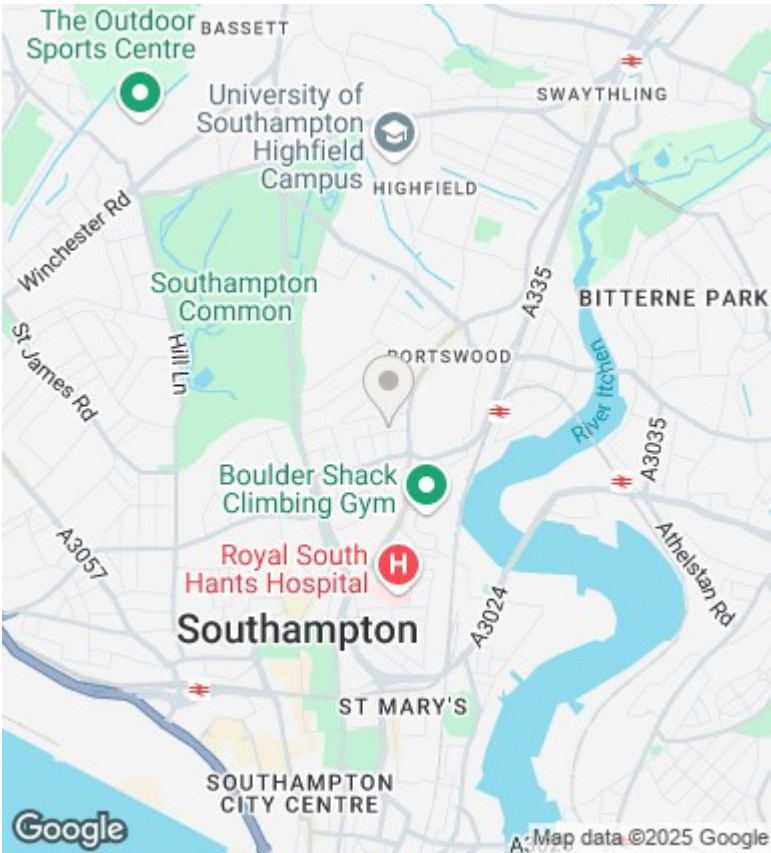 The Outdoor
Sports Centre
BASSETT
University of
Southampton
Highfield
Campus
SWAYTHLING
HIGHFIELD
Winchester Rd
Southampton
Common
A335
BITTERNE PARK
St James Rd
Hill Ln
PORTSWOOD
River Itchen
A3035
Boulder Shack
Climbing Gym
A3057
Royal South
Hants Hospital
H
Athelstan Rd
A3024
Southampton
ST MARY'S
SOUTHAMPTON
CITY CENTRE
Google
Map data ©2025 Google